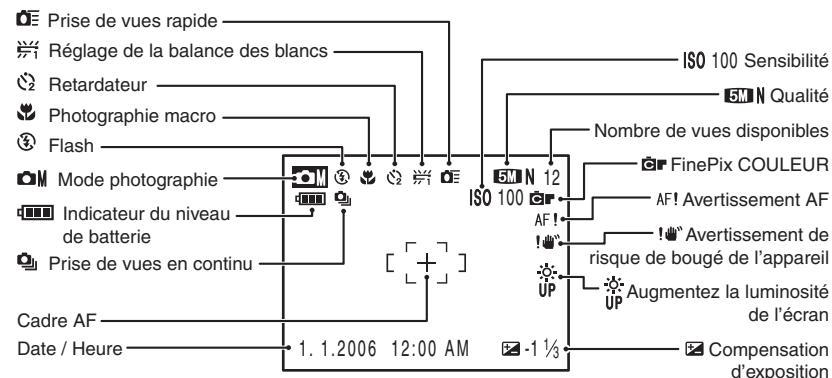 Prise de vues rapide
Réglage de la balance des blancs
Retardateur
Photographie macro
Flash
M Mode photographie
Indicateur du niveau
de batterie
Prise de vues en continu
Cadre AF
Date / Heure
M
5M N 12
ISO 100
AF!
!
UP
1. 1.2006 12:00 AM
-1 1/3
ISO 100 Sensibilité
5M N Qualité
Nombre de vues disponibles
FinePix COULEUR
AF! Avertissement AF
! Avertissement de
risque de bougé de l'appareil
UP Augmentez la luminosité
de l'écran
Compensation
d'exposition